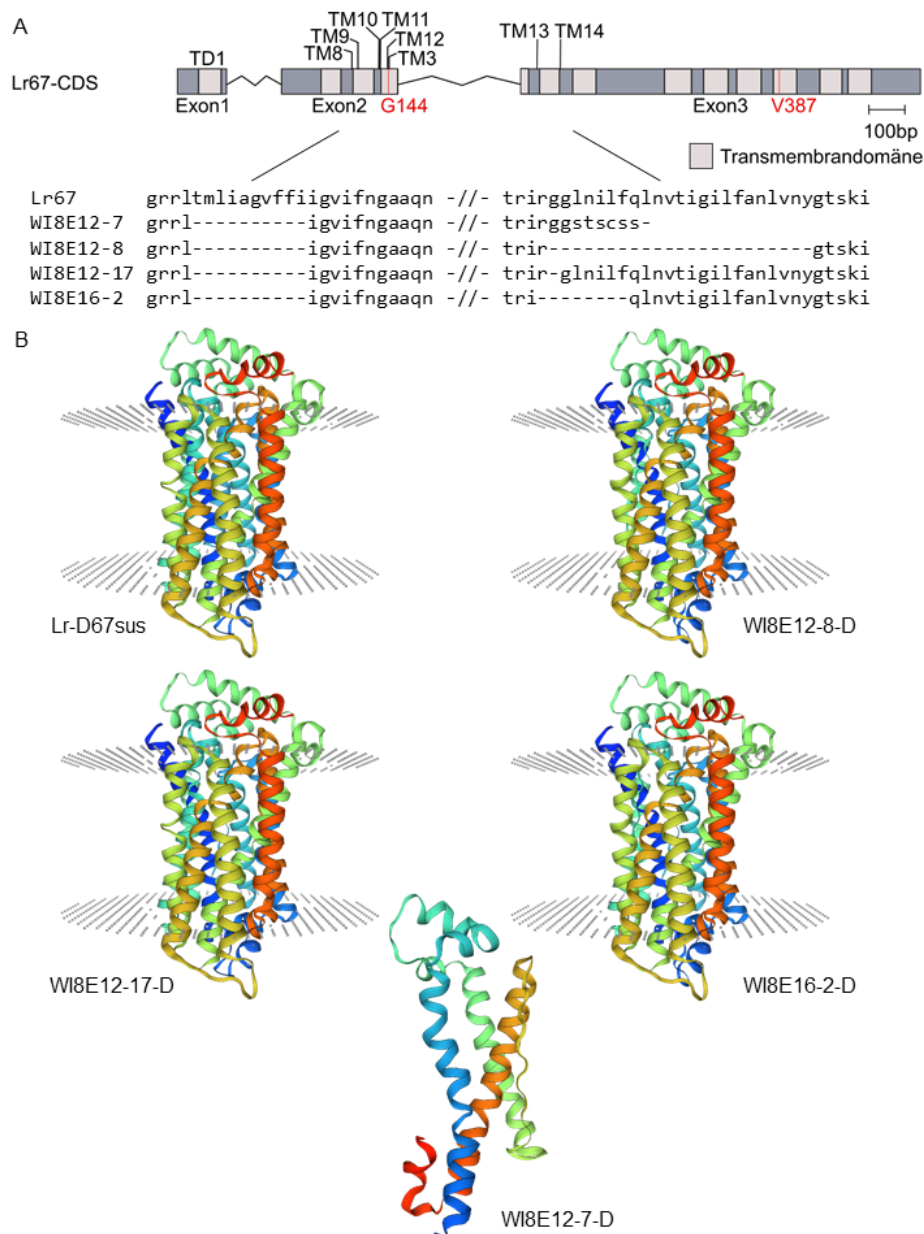 A
TM10 TM11
TM9 TM12 TM13 TM14
TD1 TM8 TM3
Lr67-CDS
Exon1 Exon2 G144 Exon3 V387 100bp
Transmembrandomäne
Lr67 grrltmliagvffiigvifngaaqn -//- trirgglnilfqlnvtigilfanlvnygtski
WI8E12-7 grrl----------igvifngaaqn -//- trirggstscss-
WI8E12-8 grrl----------igvifngaaqn -//- trir-----------------------gtski
WI8E12-17 grrl----------igvifngaaqn -//- trir-glnilfqlnvtigilfanlvnygtski
WI8E16-2 grrl----------igvifngaaqn -//- tri--------qlnvtigilfanlvnygtski
B
Lr-D67sus WI8E12-8-D
WI8E12-17-D WI8E16-2-D
WI8E12-7-D